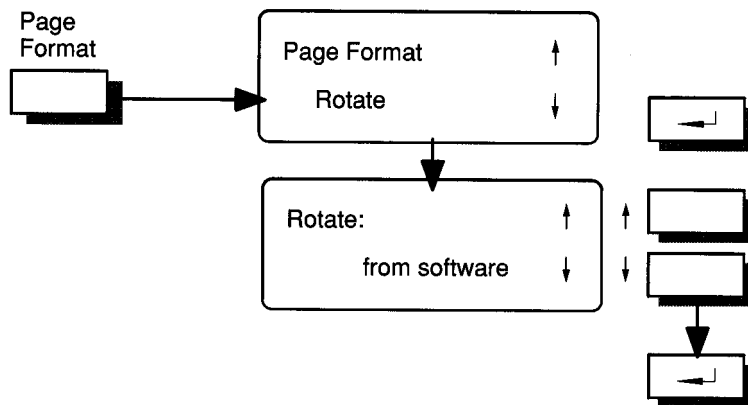 Page
Format
Page Format ↑
Rotate ↓
Rotate: ↑ ↑
from software ↓ ↓